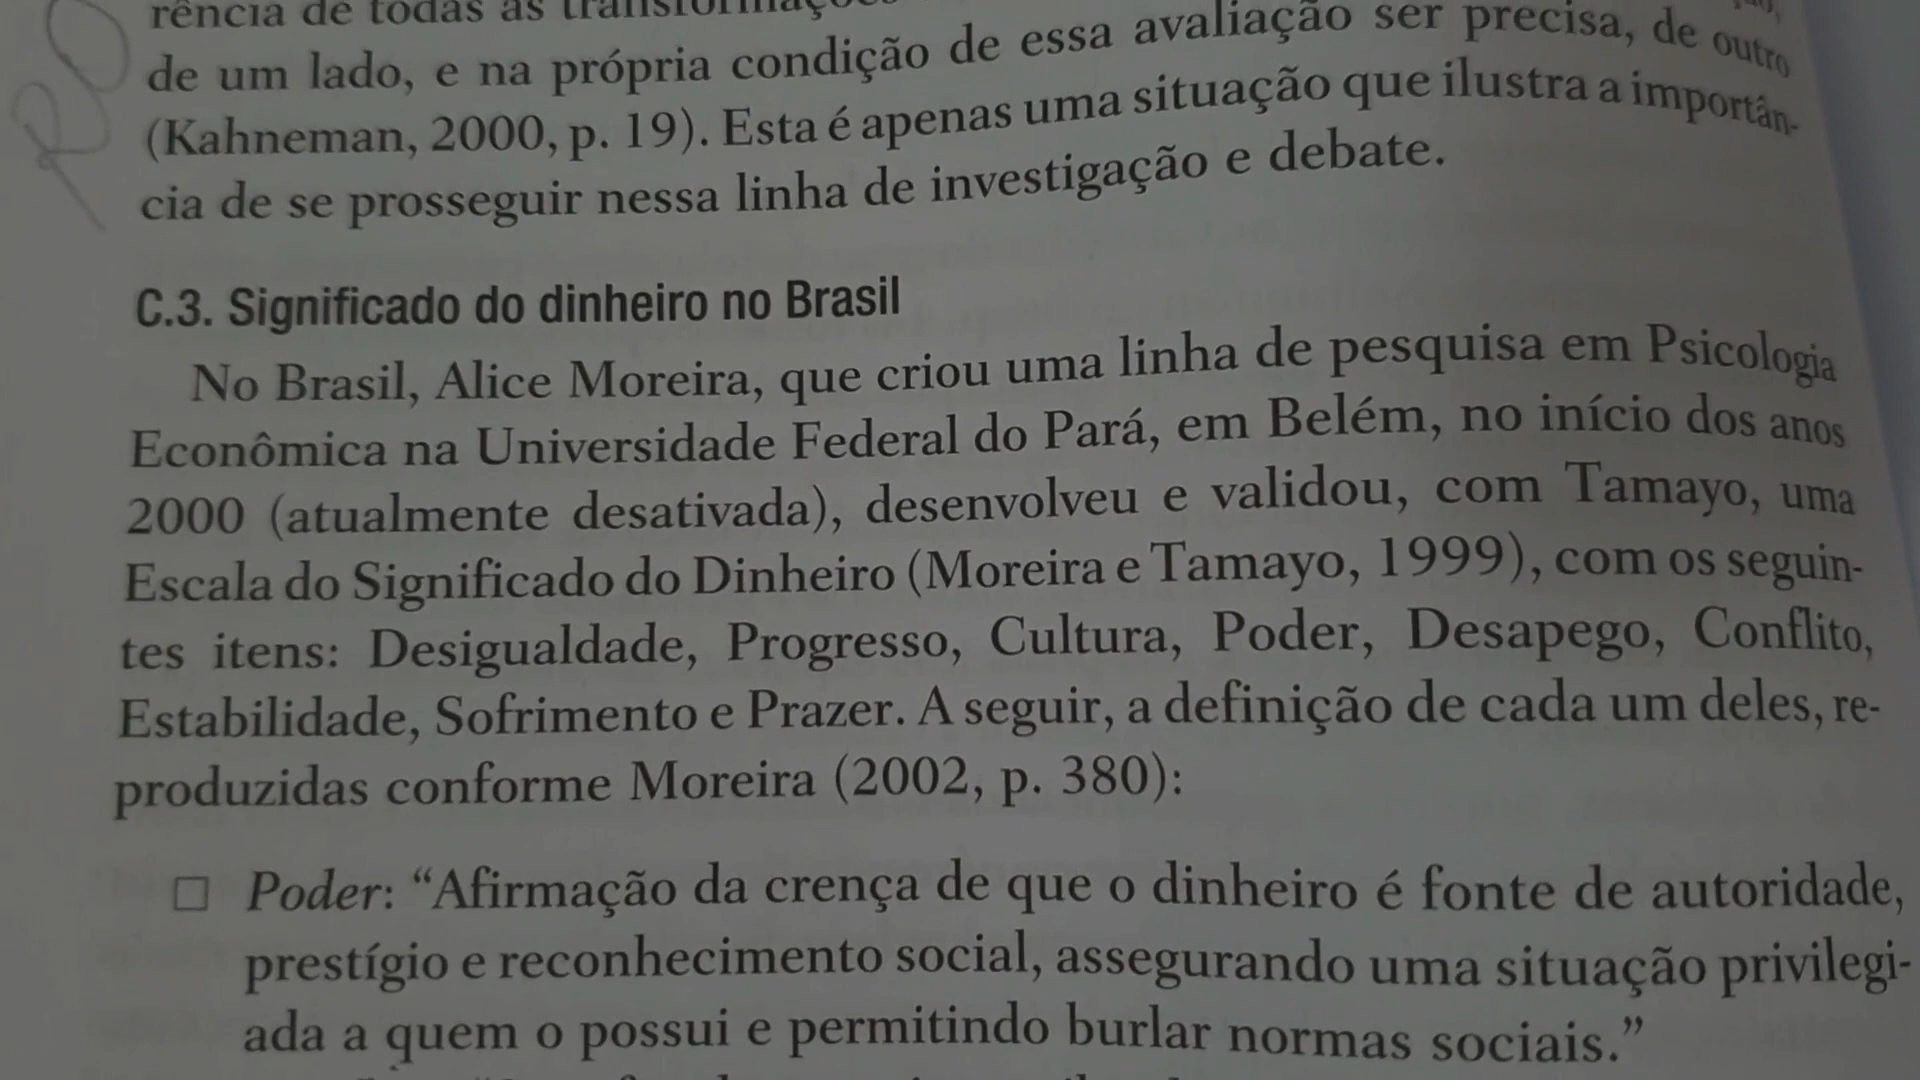 rência de todas as
de um lado, e na própria condição de essa avaliação ser precisa, de outro
(Kahneman, 2000, p. 19). Esta é apenas uma situação que ilustra a importân-
cia de se prosseguir nessa linha de investigação e debate.
C.3. Significado do dinheiro no Brasil
No Brasil, Alice Moreira, que criou uma linha de pesquisa em Psicologia
Econômica na Universidade Federal do Pará, em Belém, no início dos anos
2000 (atualmente desativada), desenvolveu e validou, com Tamayo, uma
Escala do Significado do Dinheiro (Moreira e Tamayo, 1999), com os seguin-
tes itens: Desigualdade, Progresso, Cultura, Poder, Desapego, Conflito,
Estabilidade, Sofrimento e Prazer. A seguir, a definição de cada um deles, re-
produzidas conforme Moreira (2002, p. 380):
□ Poder: “Afirmação da crença de que o dinheiro é fonte de autoridade,
prestígio e reconhecimento social, assegurando uma situação privilegi-
ada a quem o possui e permitindo burlar normas sociais.”